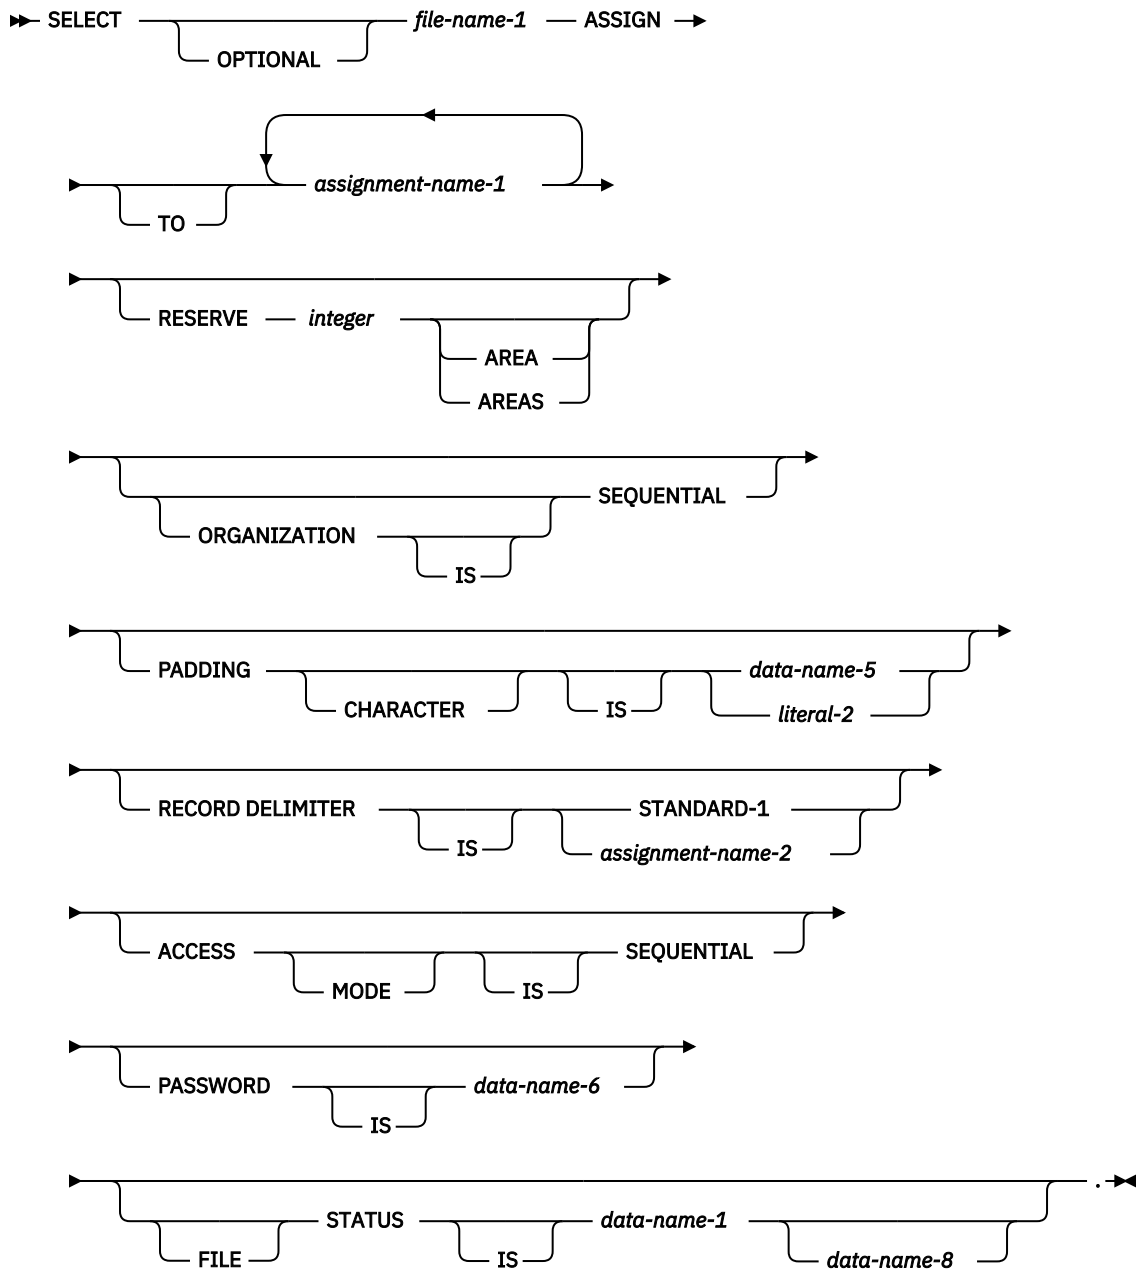 SELECT file-name-1 ASSIGN
OPTIONAL
assignment-name-1
TO
RESERVE integer
AREA
AREAS
SEQUENTIAL
ORGANIZATION
IS
PADDING data-name-5
CHARACTER IS literal-2
RECORD DELIMITER STANDARD-1
IS assignment-name-2
ACCESS SEQUENTIAL
MODE IS
PASSWORD data-name-6
IS
.
STATUS data-name-1
FILE IS data-name-8